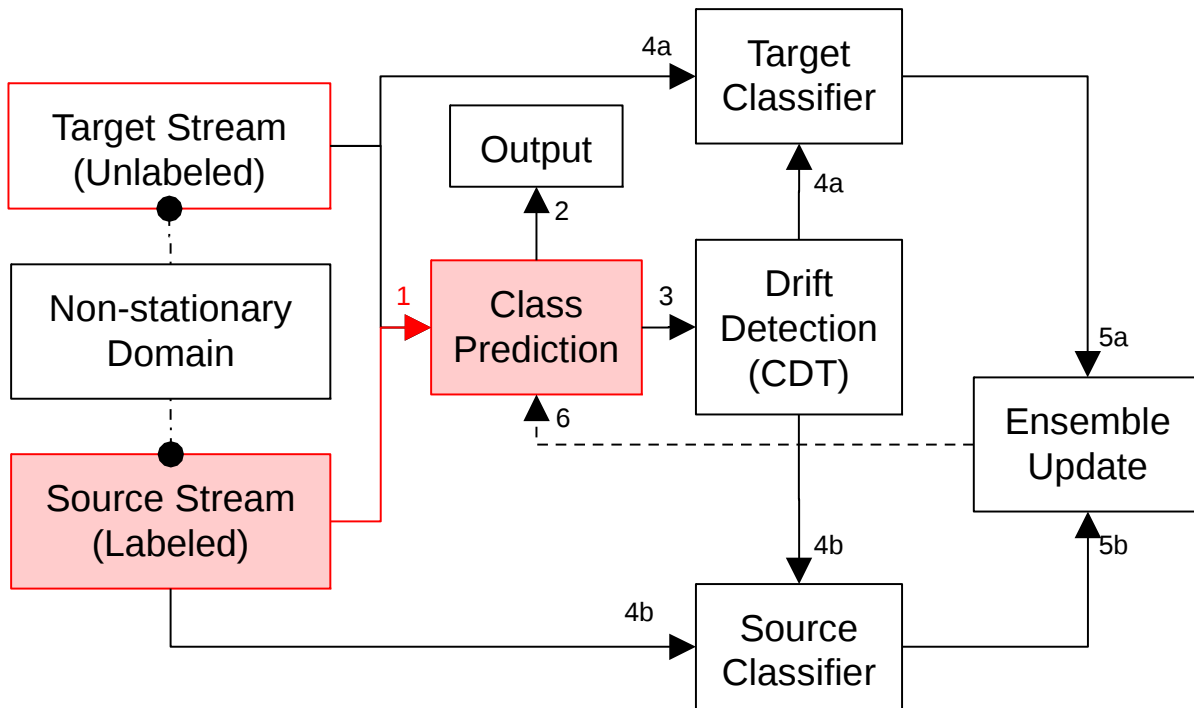 Target Stream
(Unlabeled)
Non-stationary
Domain
Source Stream
(Labeled)
1
Class
Prediction
2
Output
3
Drift
Detection
(CDT)
4a
4a
Target
Classifier
4b
4b
Source
Classifier
5a
5b
Ensemble
Update
6